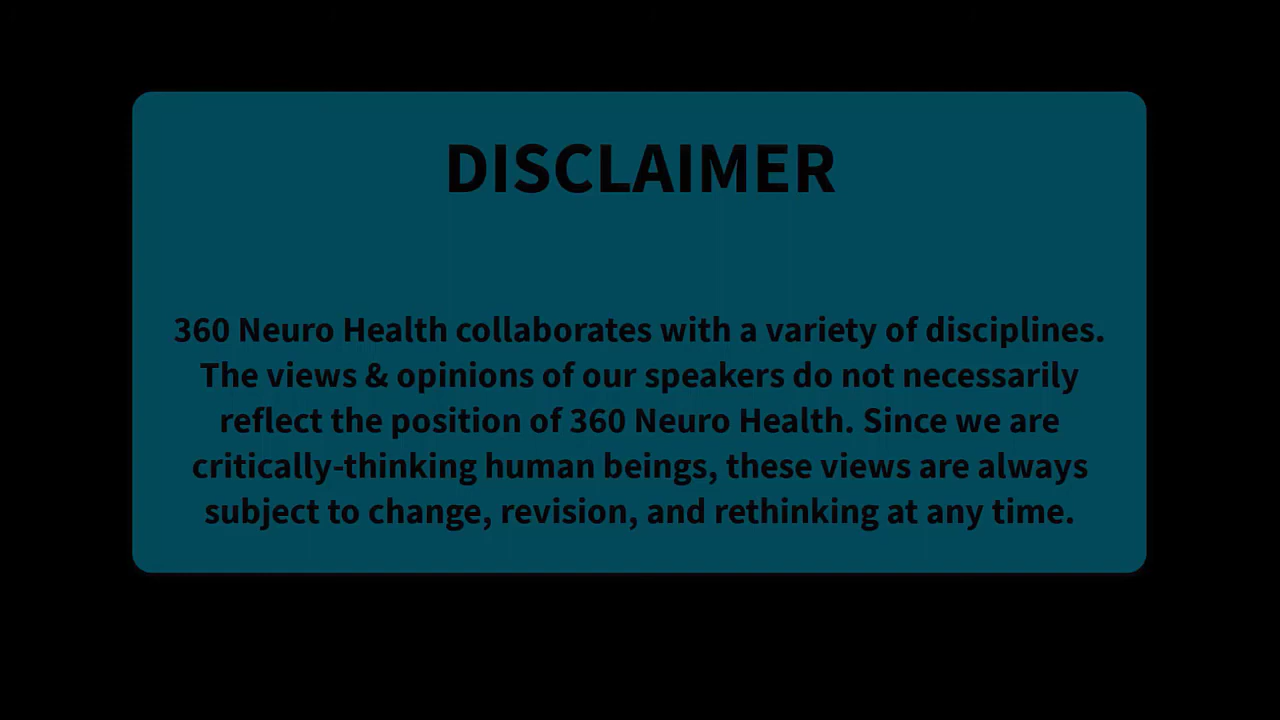 DISCLAIMER
360 Neuro Health collaborates with a variety of disciplines.
The views & opinions of our speakers do not necessarily
reflect the position of 360 Neuro Health. Since we are
critically-thinking human beings, these views are always
subject to change, revision, and rethinking at any time.